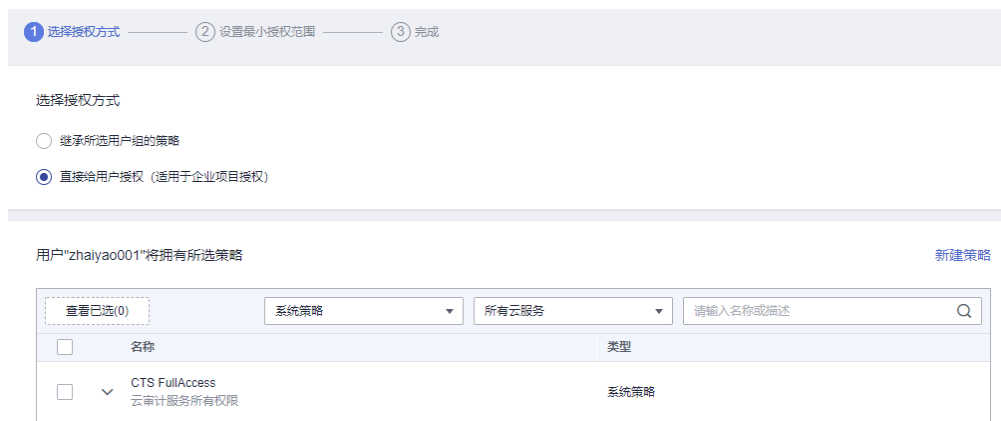 1 选择授权方式 2 设置最小授权范围 3 完成
选择授权方式
继承所选用户组的策略
直接给用户授权（适用于企业项目授权）
用户"zhaiyao001"将拥有所选策略 新建策略
查看已选(0) 系统策略 所有云服务 请输入名称或描述
名称 类型
CTS FullAccess
云审计服务所有权限 系统策略